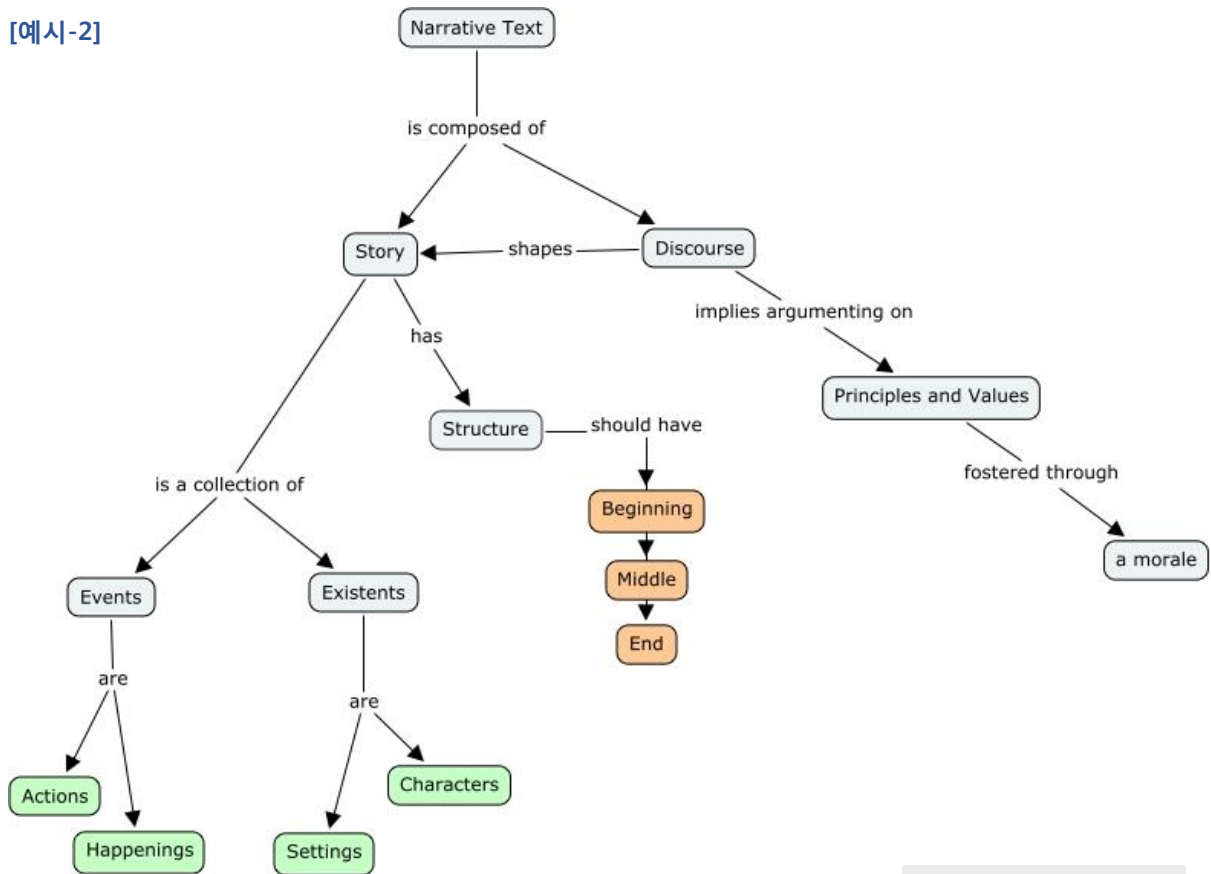 [예시-2]
Narrative Text
is composed of
Story
shapes
Discourse
implies argumenting on
has
Principles and Values
Structure
should have
fostered through
is a collection of
Beginning
a morale
Middle
Events
Existents
End
are
are
Actions
Characters
Happenings
Settings